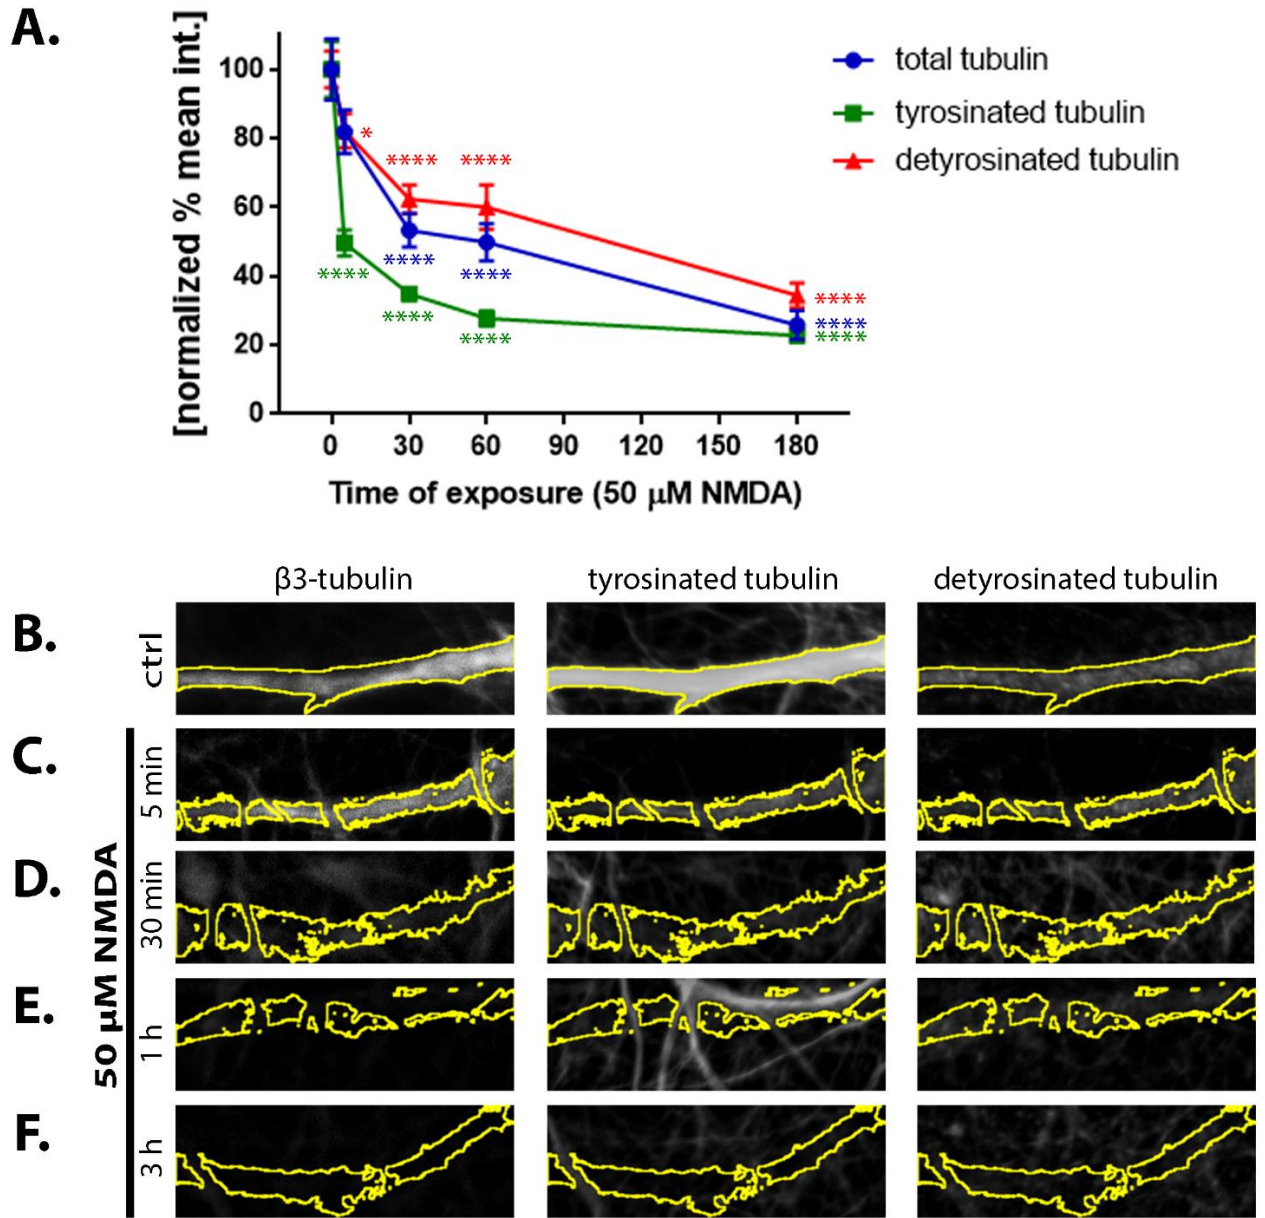 A.
[normalized % mean int.]
100
80
60
40
20
0
0 30 60 90 120 150 180
Time of exposure (50 μM NMDA)
total tubulin
tyrosinated tubulin
detyrosinated tubulin
*
**** ****
**** ****
****
**** ****
****
****
****
β3-tubulin tyrosinated tubulin detyrosinated tubulin
B. ctrl
50 μM NMDA
C. 5 min
D. 30 min
E. 1 h
F. 3 h